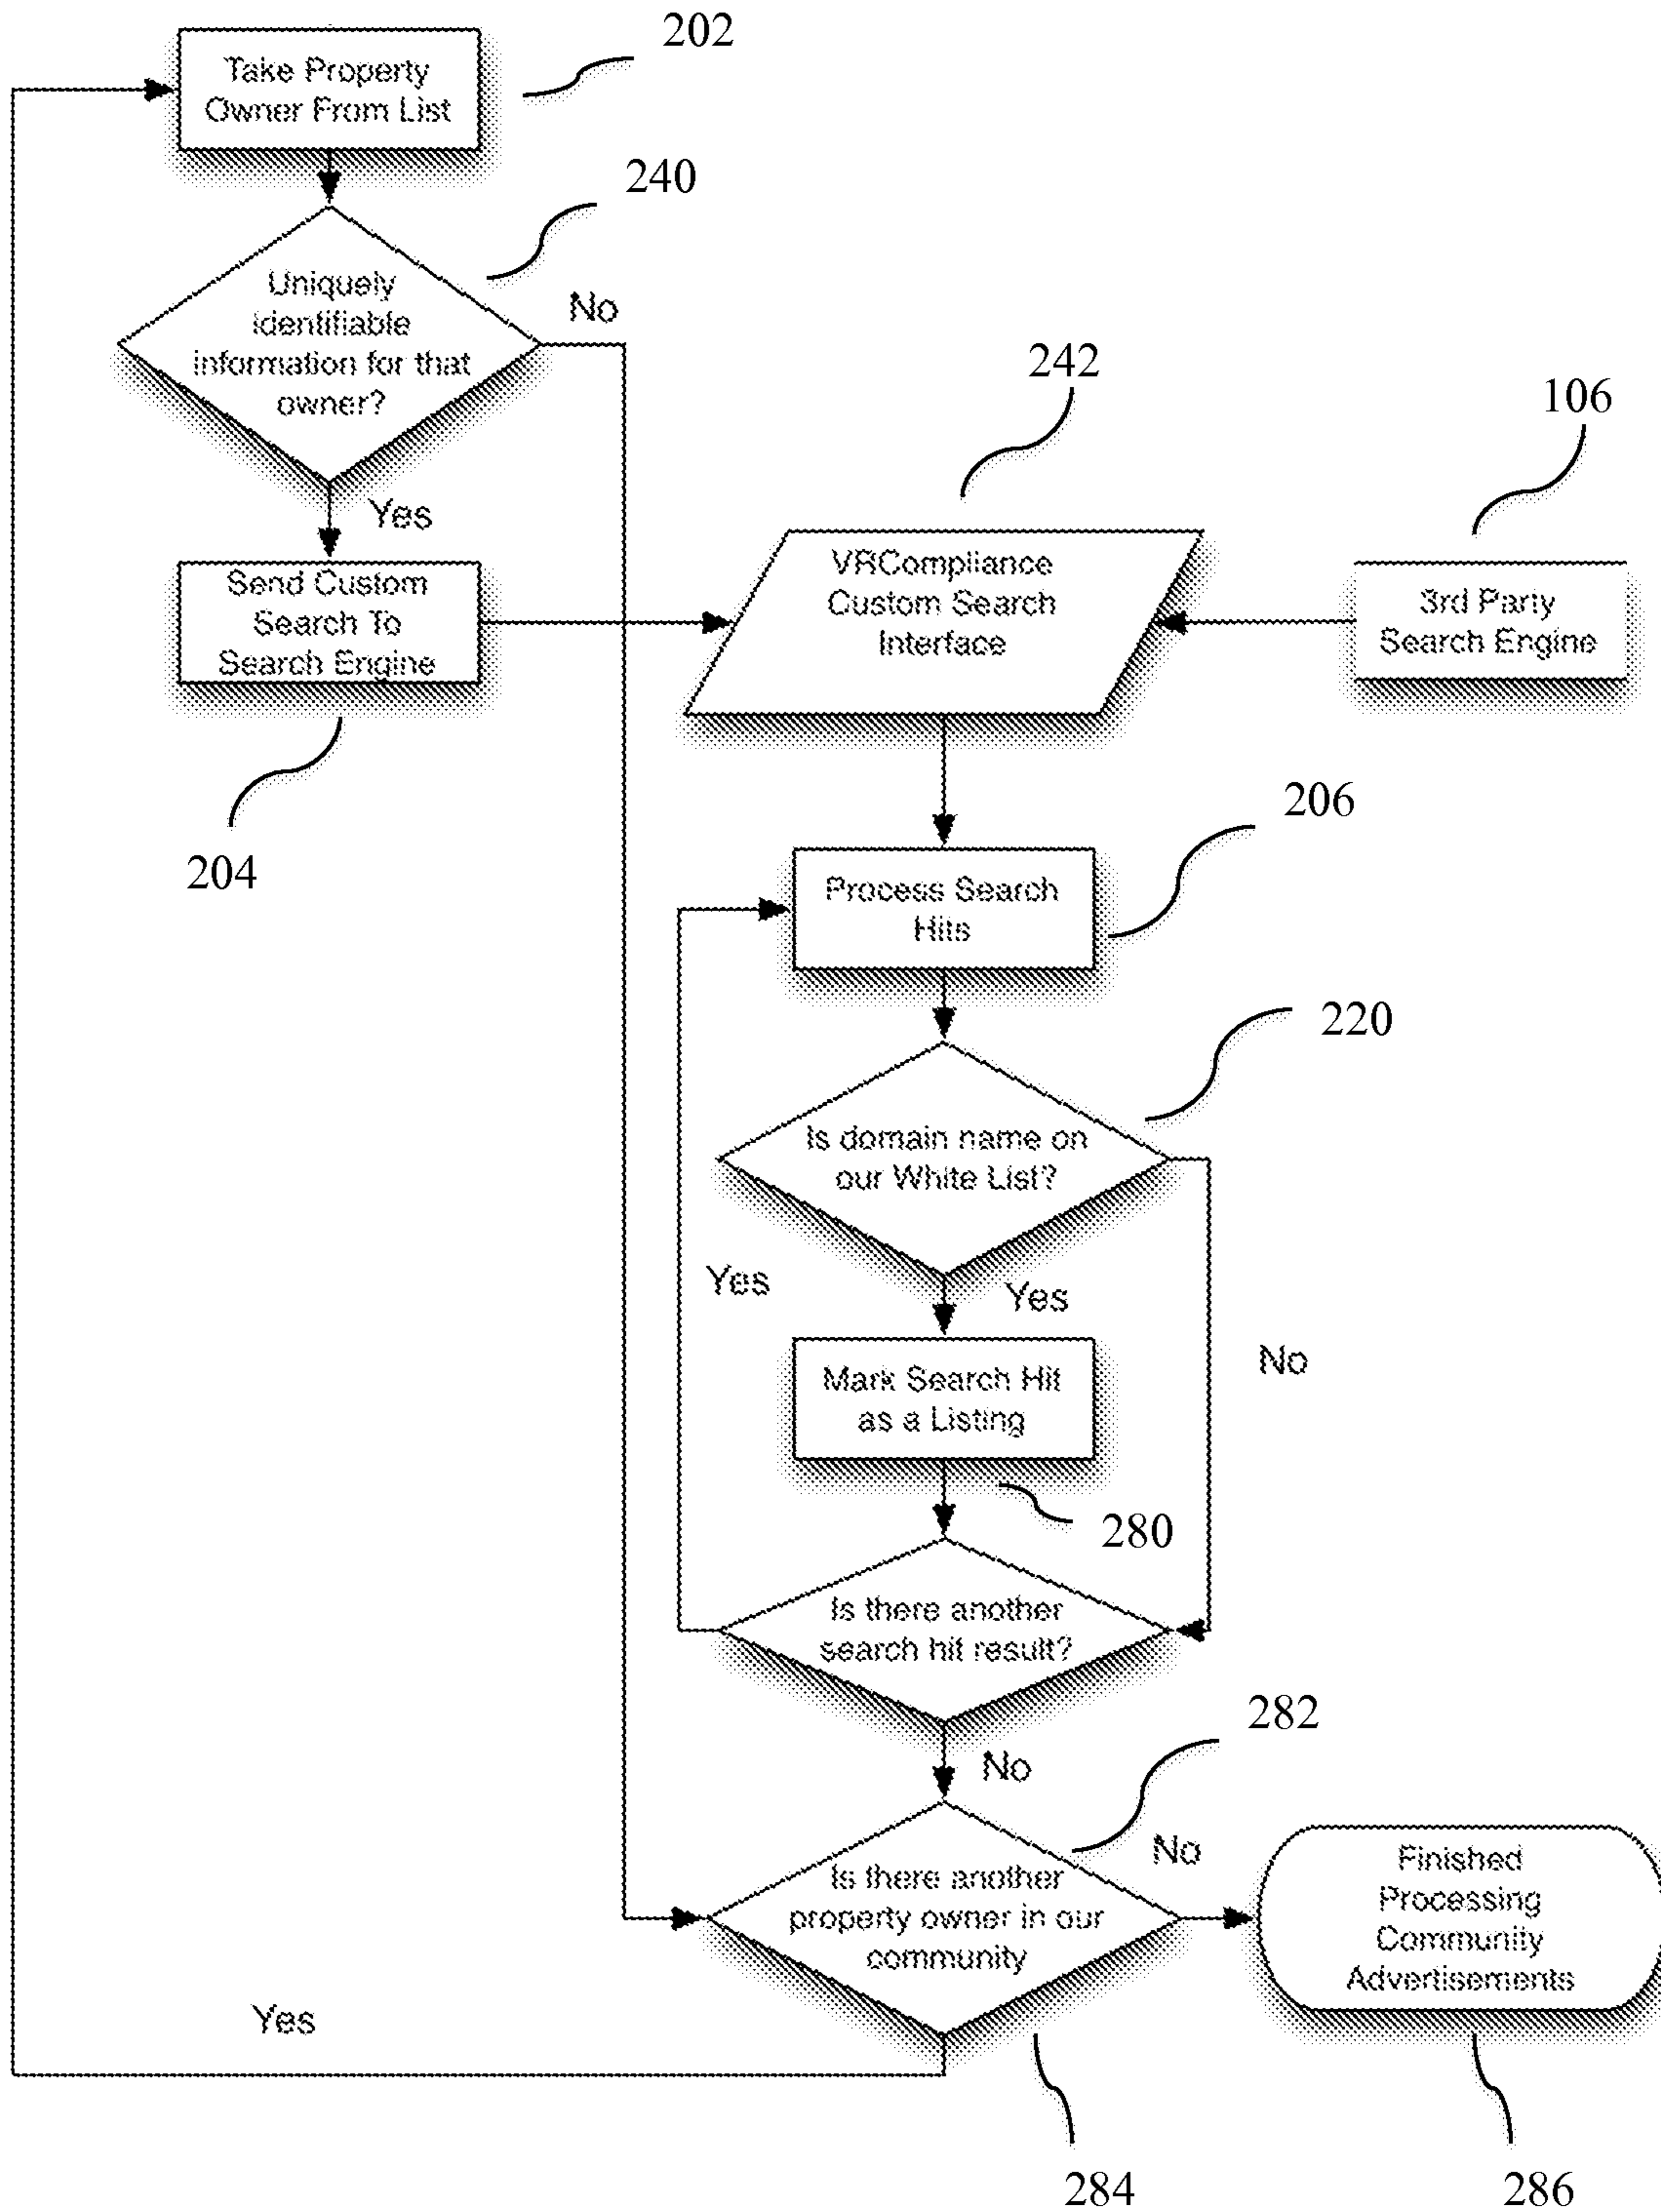 202
Take Property
Owner From List
240
Uniquely
identifiable
information for that
owner?
No
Yes
242
106
Send Custom
Search To
Search Engine
204
VRCompliance
Custom Search
Interface
3rd Party
Search Engine
206
Process Search
Hits
220
Is domain name on
our White List?
Yes
Yes
No
Mark Search Hit
as a Listing
280
Is there another
search hit result?
No
282
Is there another
property owner in our
community
No
Finished
Processing
Community
Advertisements
Yes
284
286